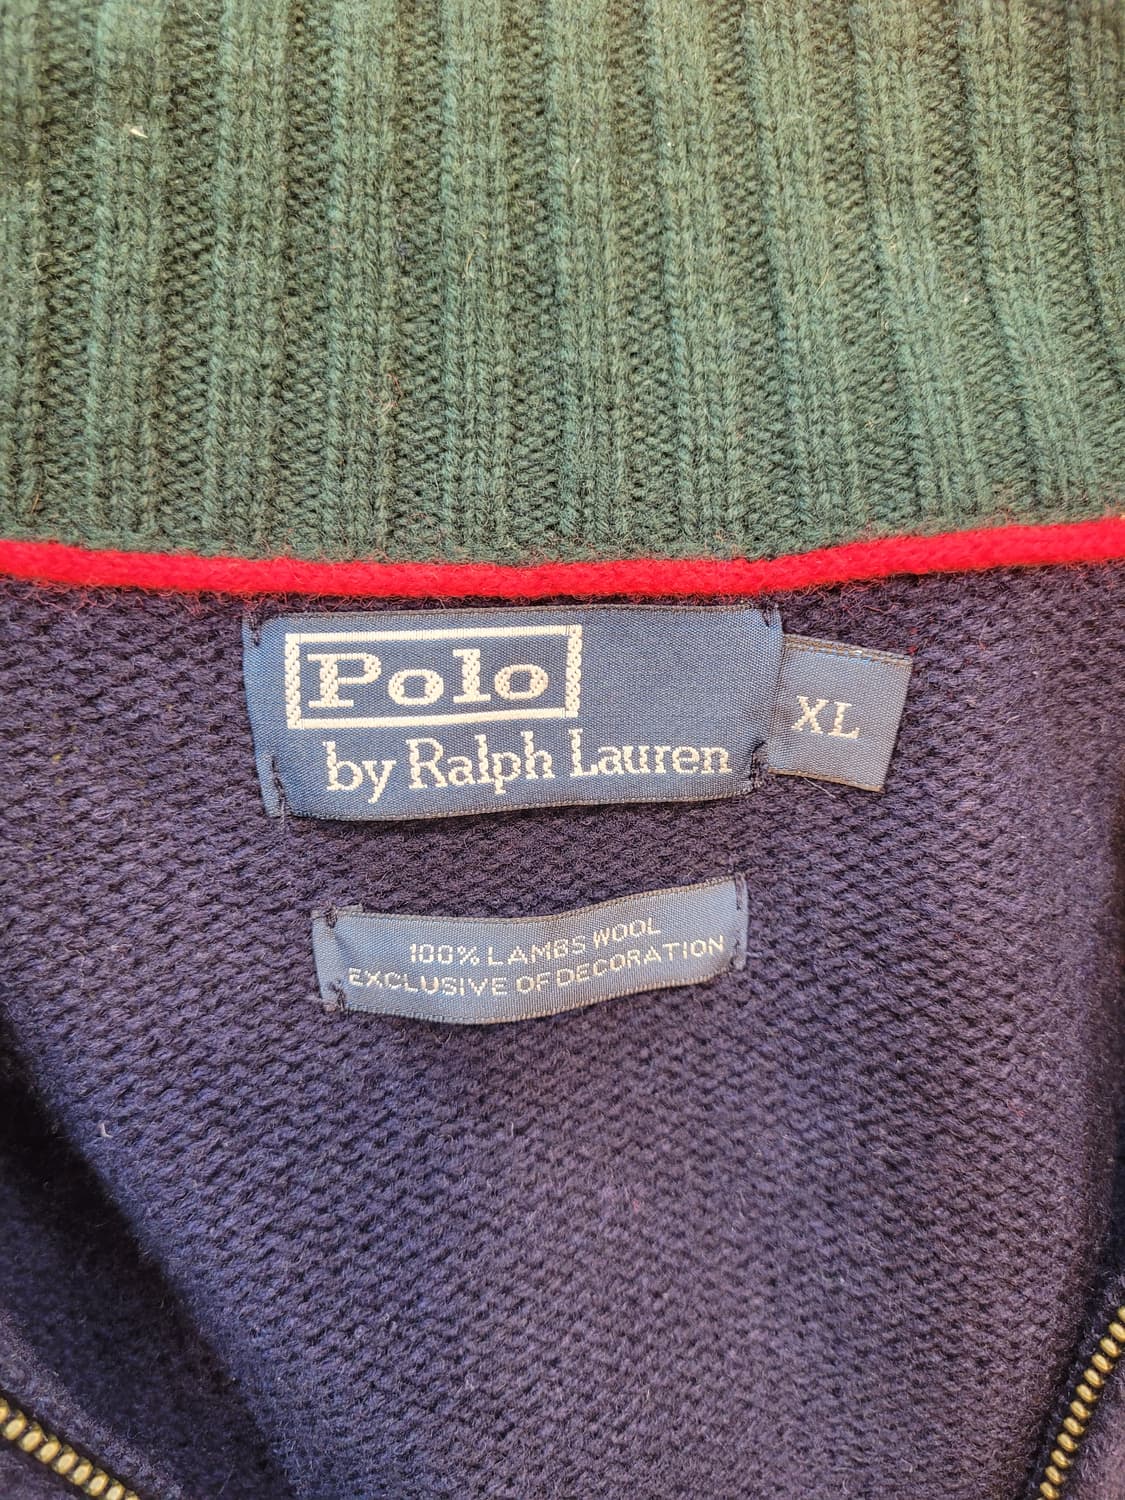 Polo
by Ralph Lauren
XL
100% LAMBS WOOL
EXCLUSIVE OF DECORATION